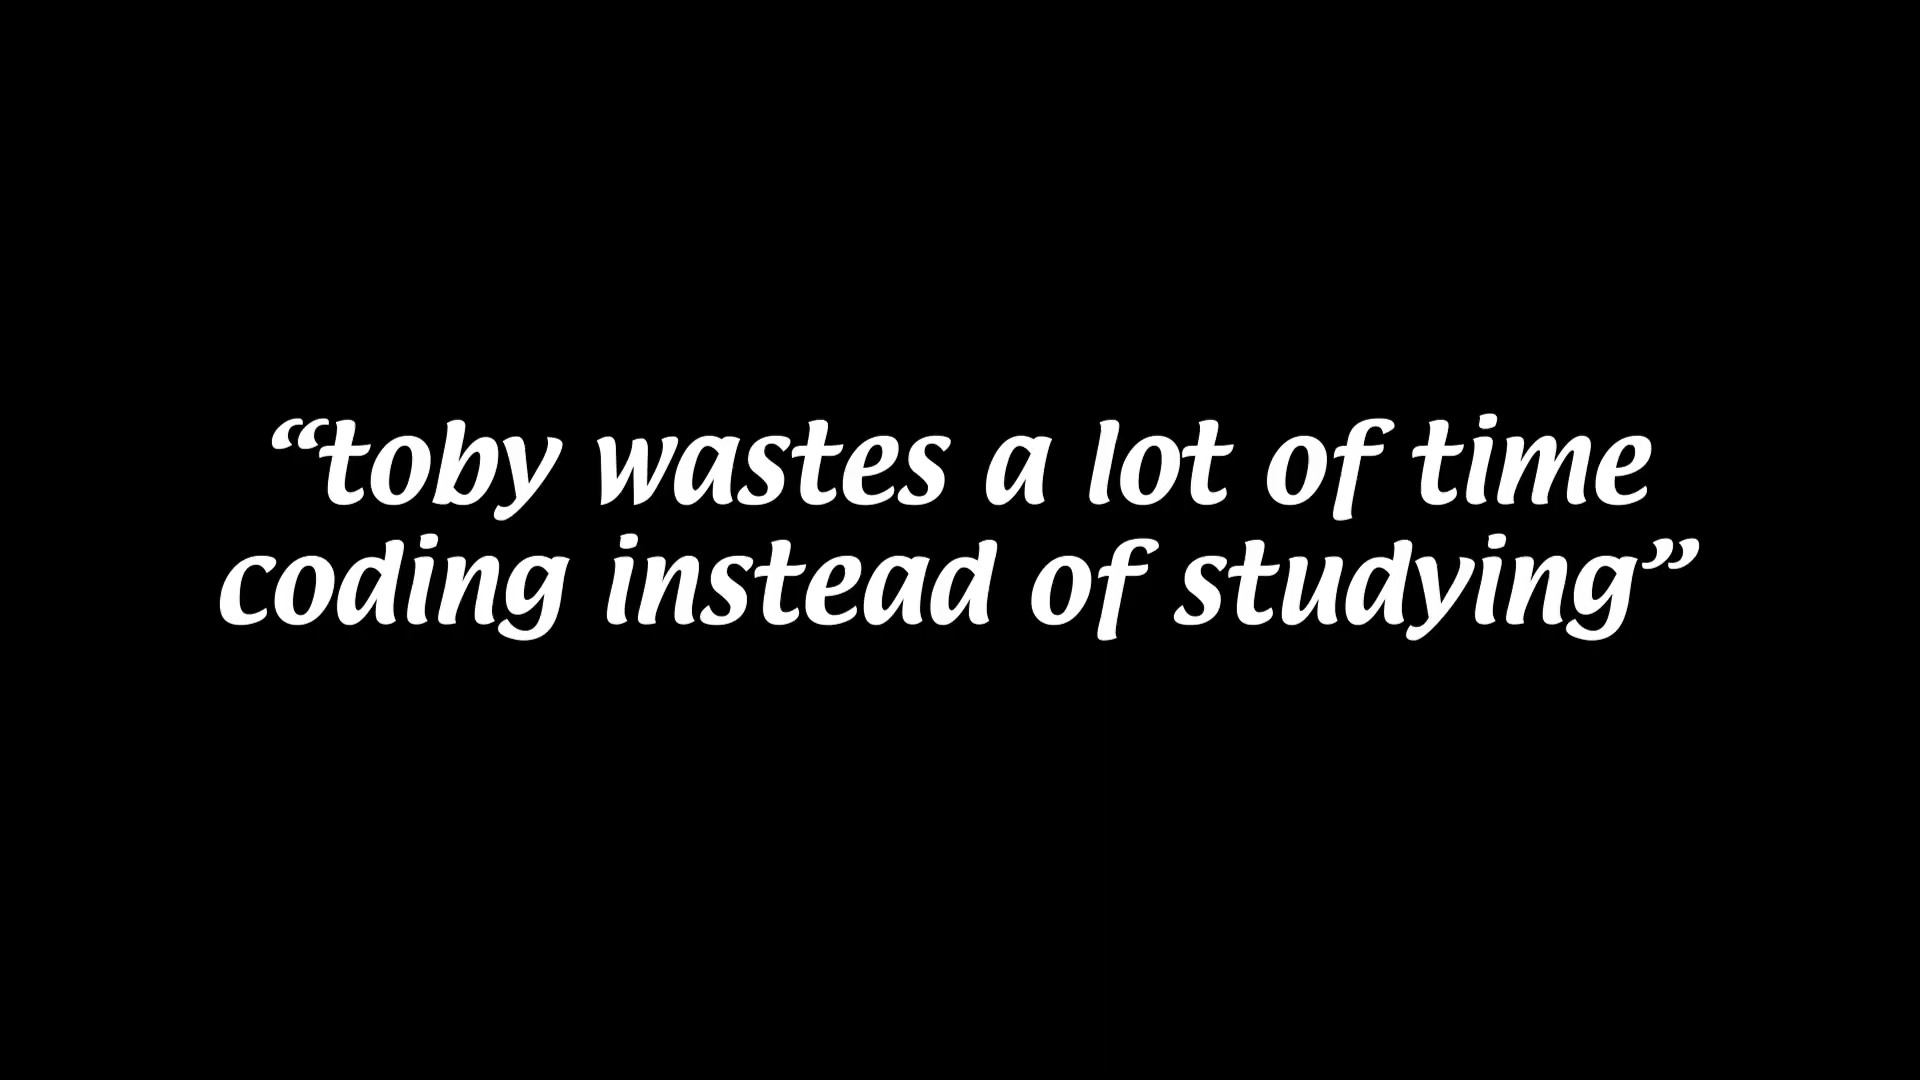 “toby wastes a lot of time
coding instead of studying”